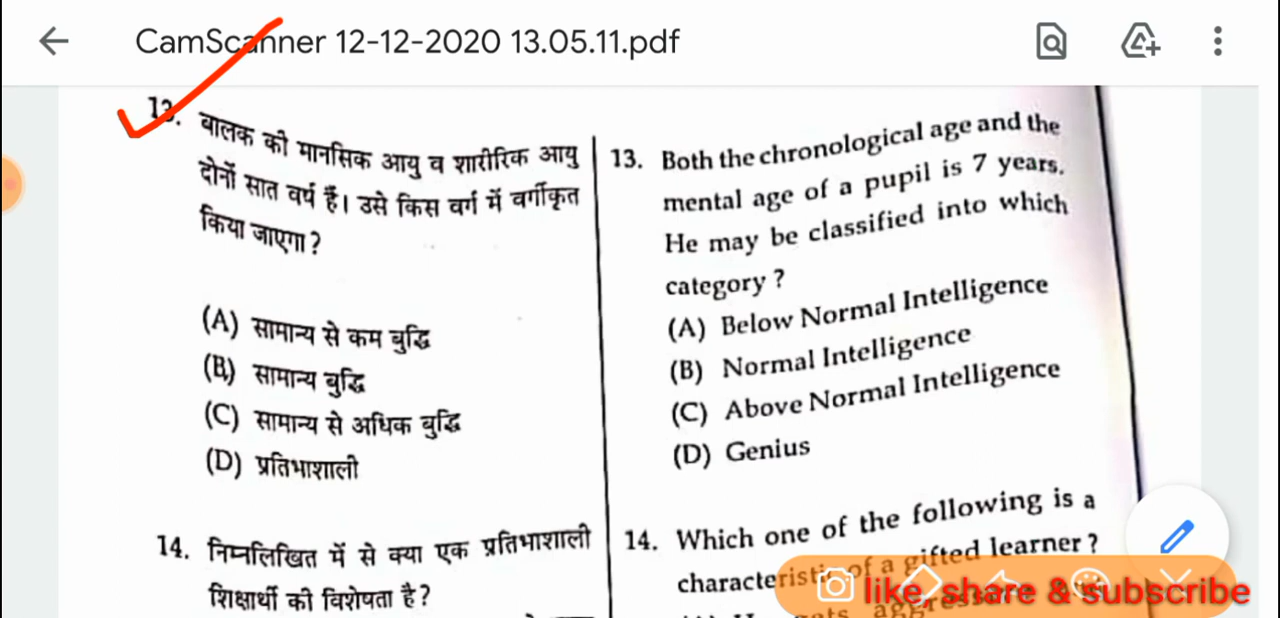 CamScanner 12-12-2020 13.05.11.pdf
13. बालक की मानसिक आयु व शारीरिक आयु
दोनों सात वर्ष हैं। उसे किस वर्ग में वर्गीकृत
किया जाएगा ?
(A) सामान्य से कम बुद्धि
(B) सामान्य बुद्धि
(C) सामान्य से अधिक बुद्धि
(D) प्रतिभाशाली
14. निम्नलिखित में से क्या एक प्रतिभाशाली
शिक्षार्थी की विशेषता है?
13. Both the chronological age and the
mental age of a pupil is 7 years.
He may be classified into which
category ?
(A) Below Normal Intelligence
(B) Normal Intelligence
(C) Above Normal Intelligence
(D) Genius
14. Which one of the following is a
characteristic of a gifted learner ?
like, share & subscribe